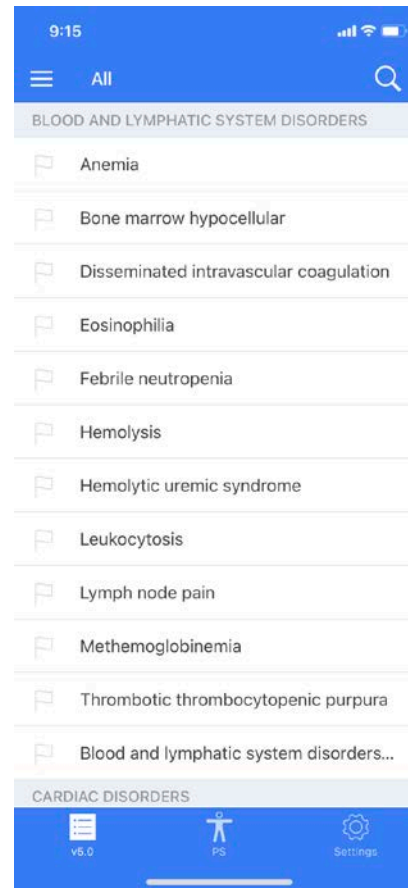 9:15
All
BLOOD AND LYMPHATIC SYSTEM DISORDERS
Anemia
Bone marrow hypocellular
Disseminated intravascular coagulation
Eosinophilia
Febrile neutropenia
Hemolysis
Hemolytic uremic syndrome
Leukocytosis
Lymph node pain
Methemoglobinemia
Thrombotic thrombocytopenic purpura
Blood and lymphatic system disorders...
CARDIAC DISORDERS
v5.0 PS Settings